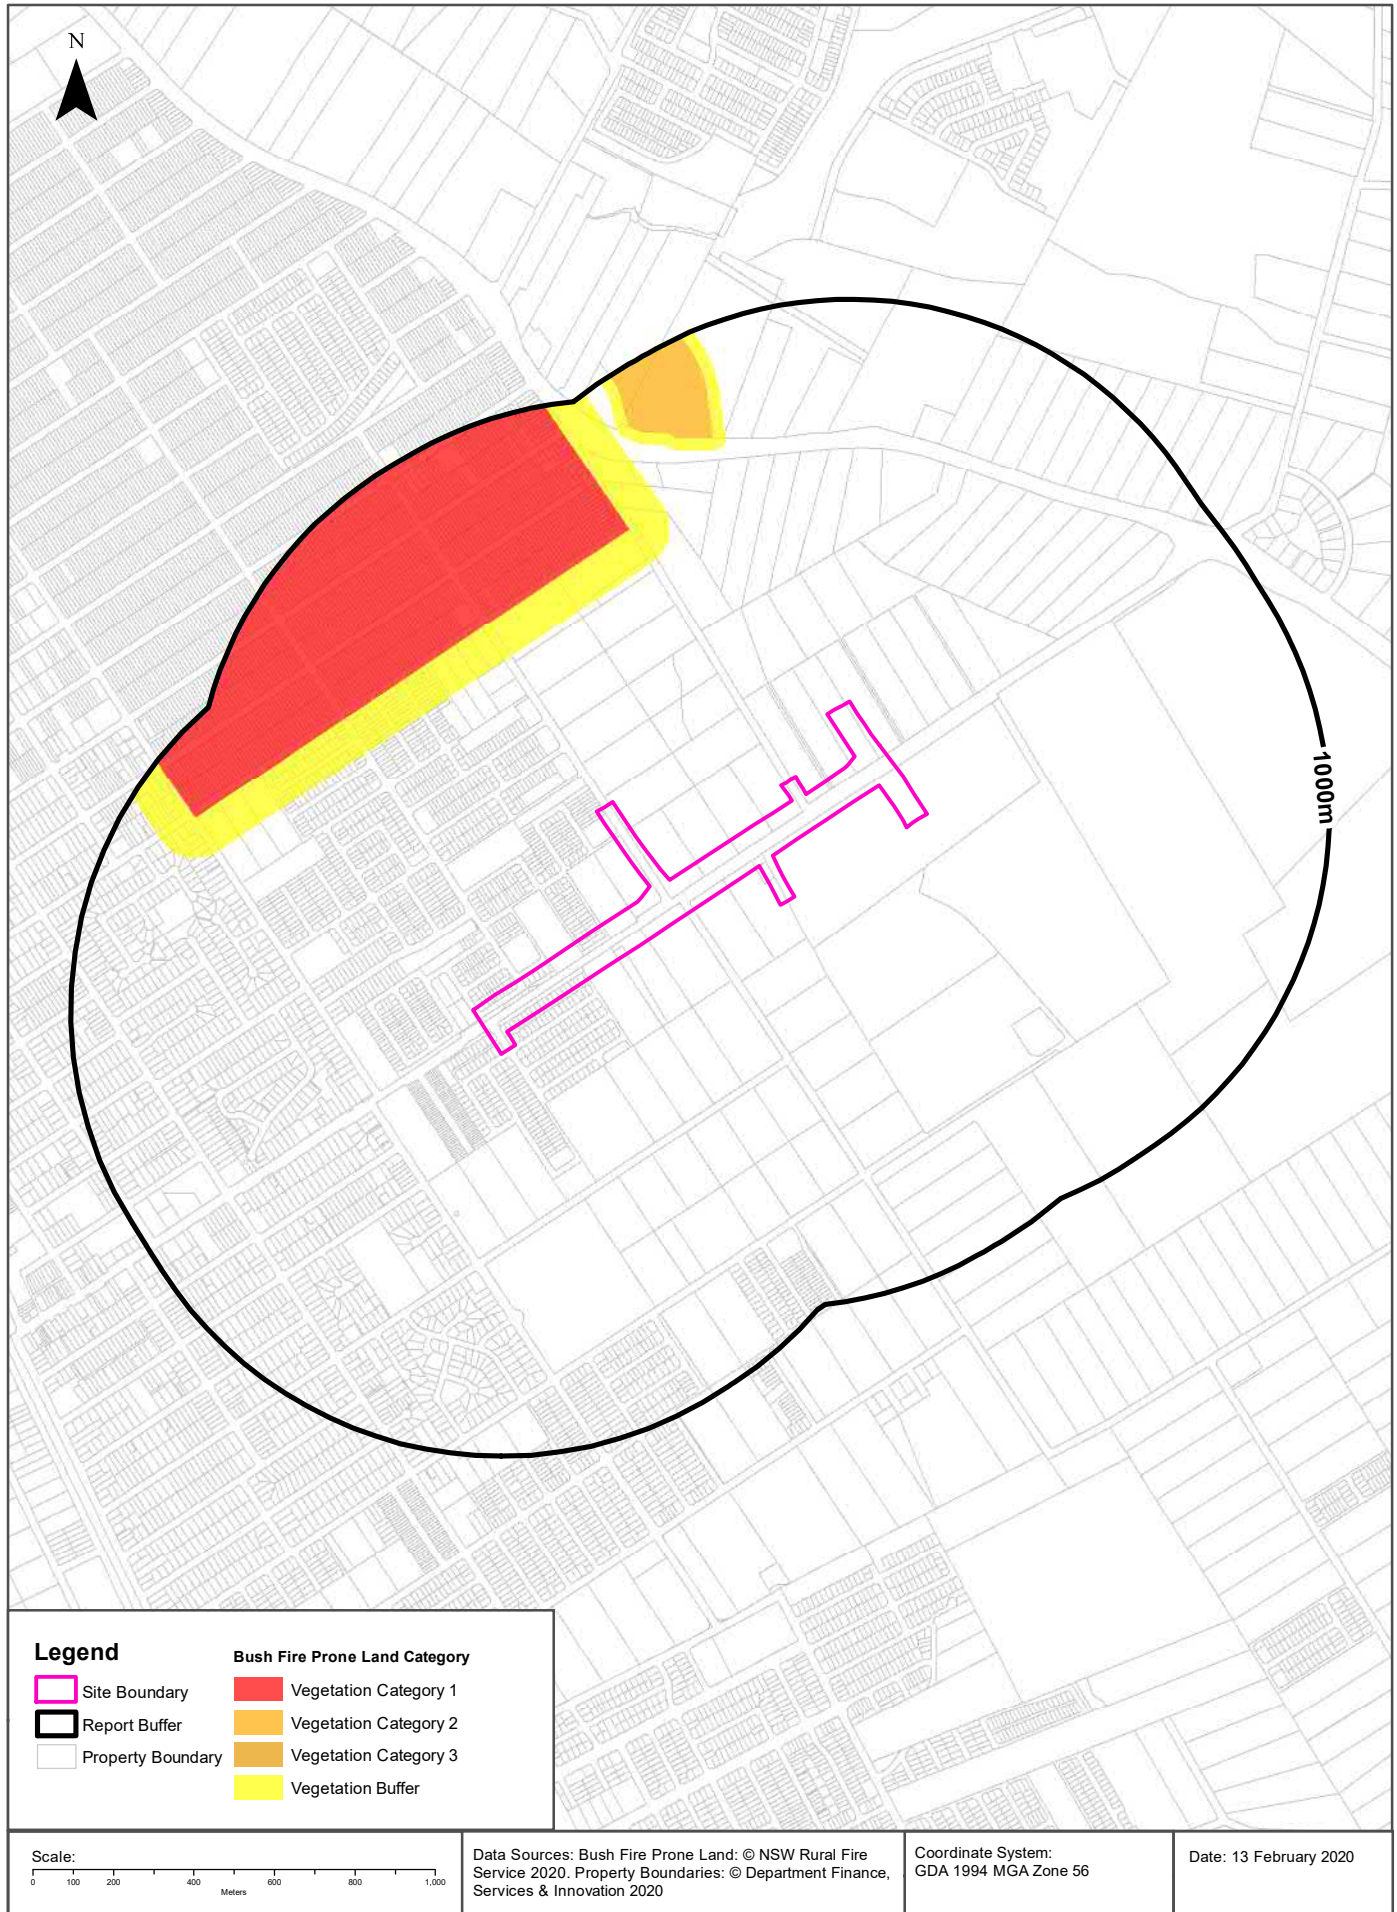 N
1000m
Legend
Site Boundary
Report Buffer
Property Boundary
Bush Fire Prone Land Category
Vegetation Category 1
Vegetation Category 2
Vegetation Category 3
Vegetation Buffer
Scale:
0 100 200 400 600 800 1,000
Meters
Data Sources: Bush Fire Prone Land: © NSW Rural Fire
Service 2020. Property Boundaries: © Department Finance,
Services & Innovation 2020
Coordinate System:
GDA 1994 MGA Zone 56
Date: 13 February 2020